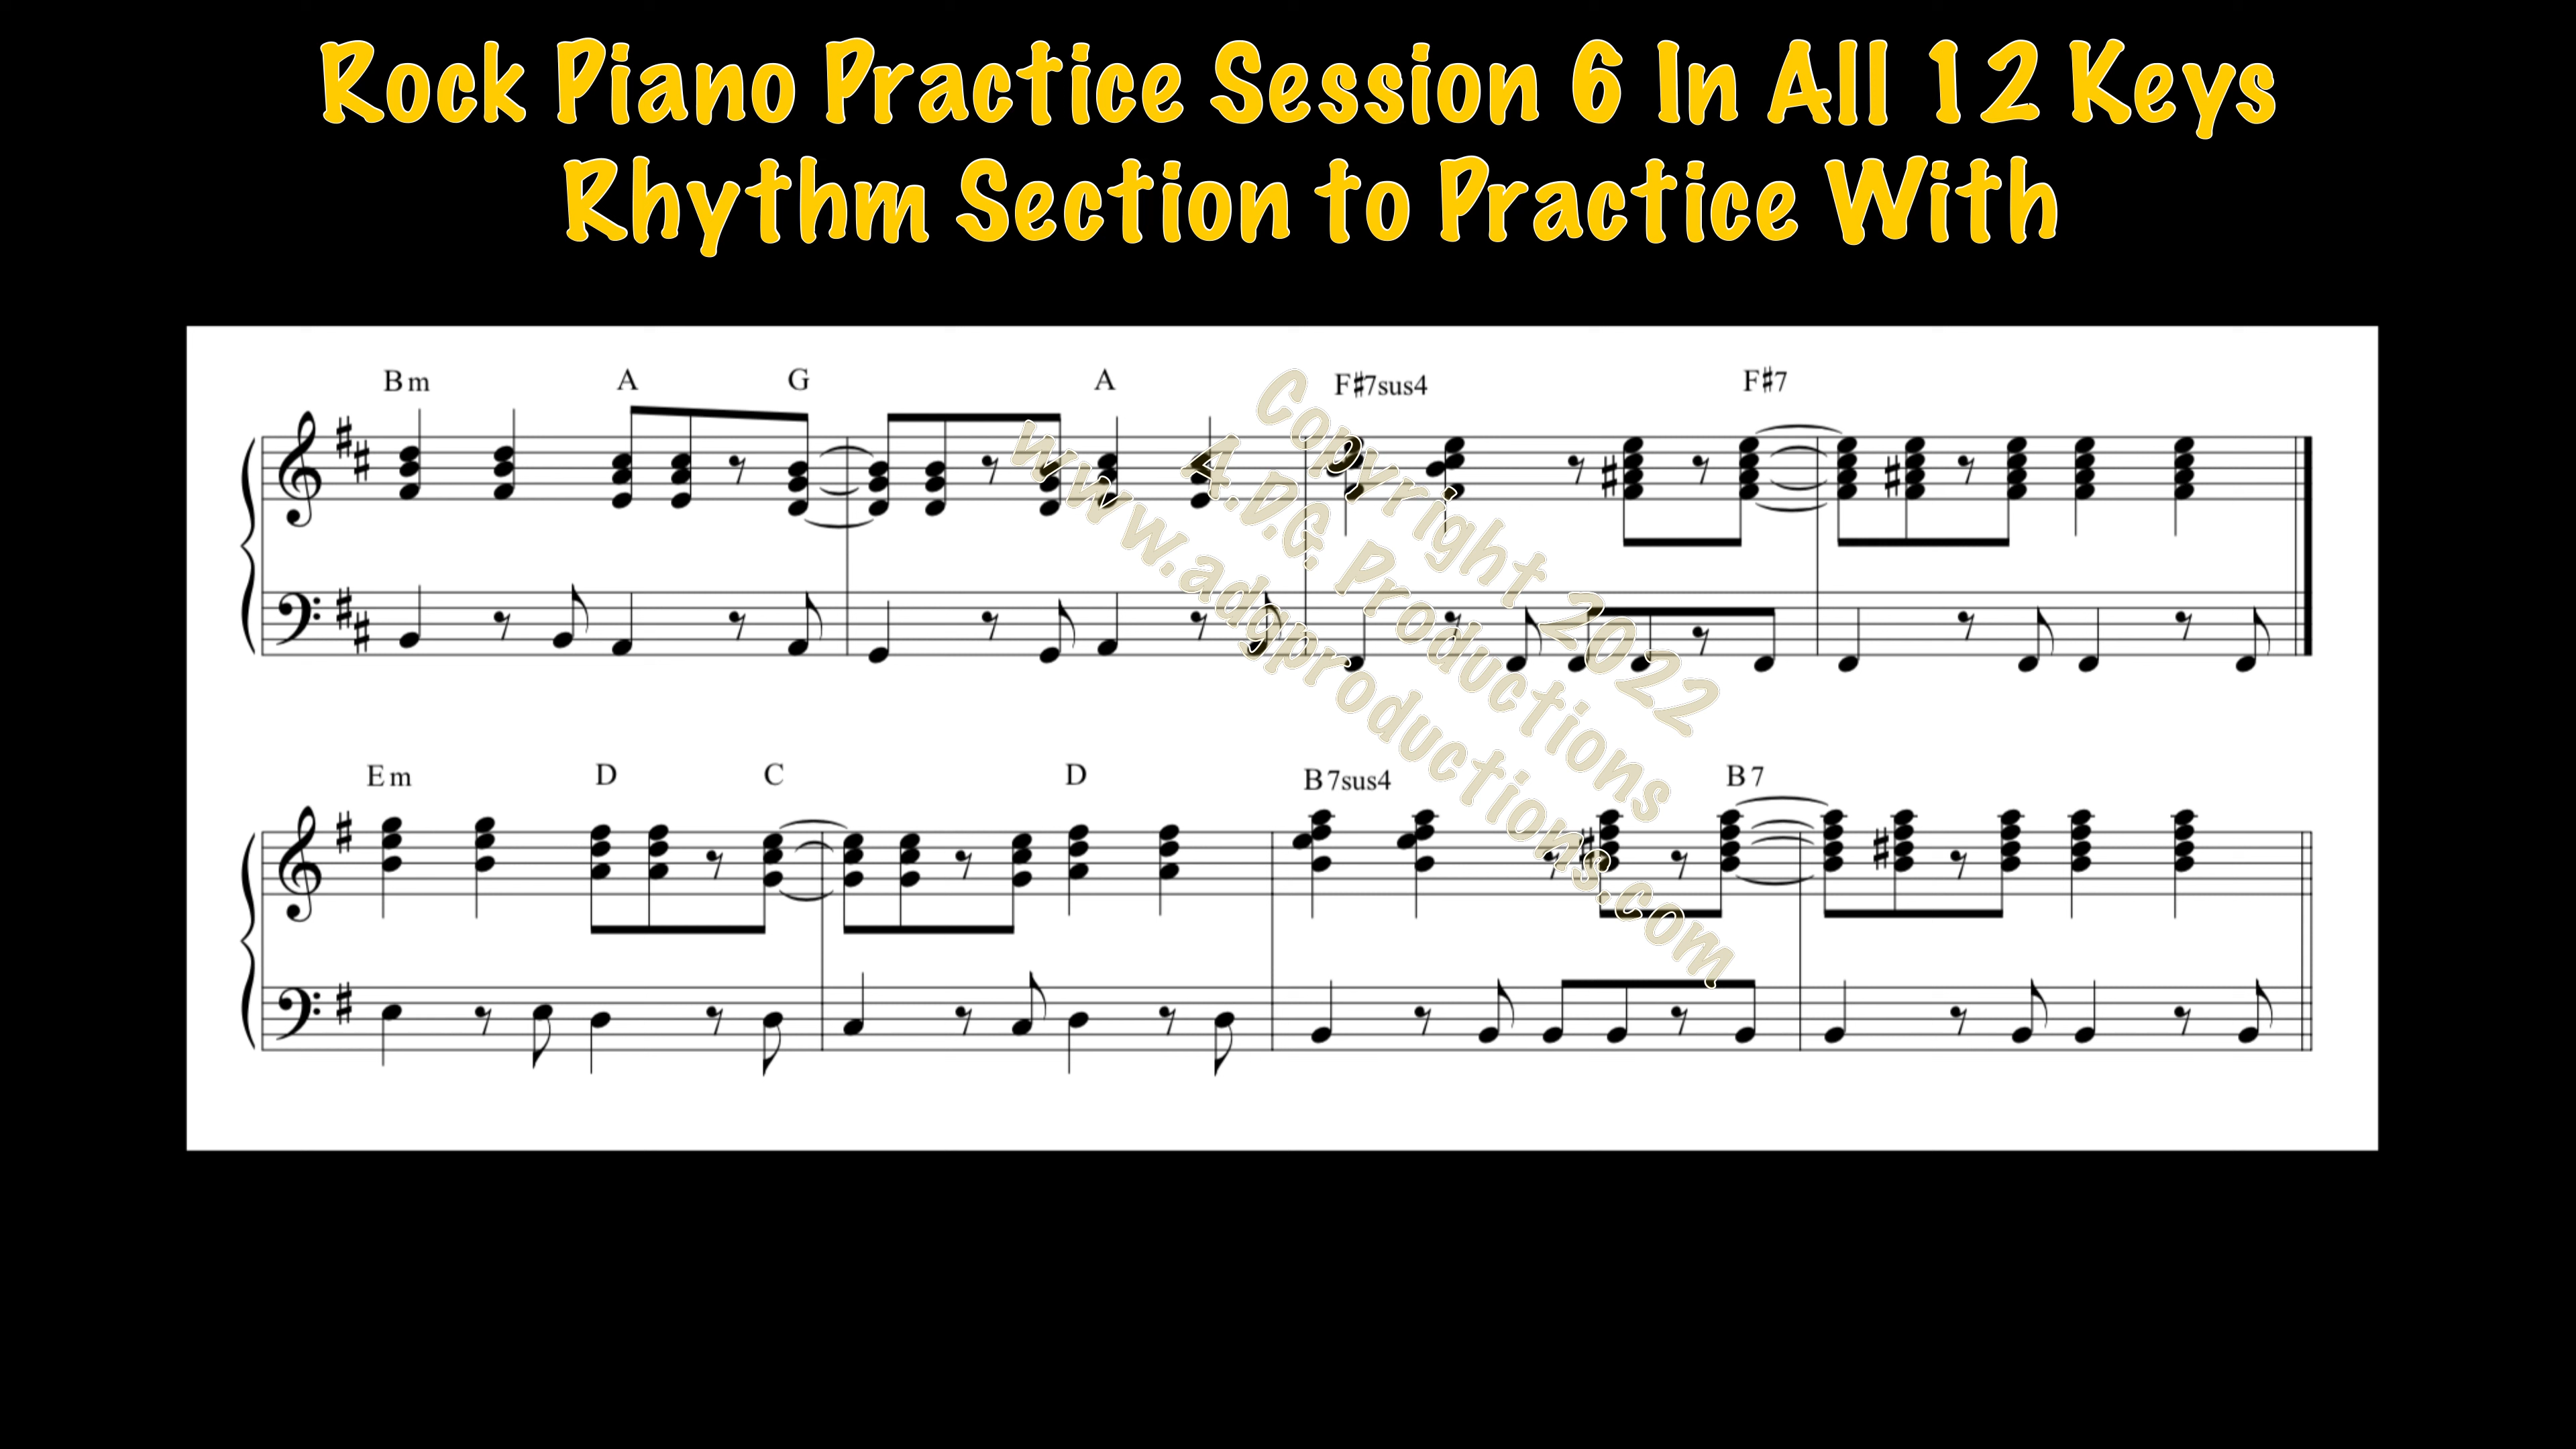 Rock Piano Practice Session 6 In All 12 Keys
Rhythm Section to Practice With
Bm A G A F#7sus4 F#7
Em D C D B7sus4 B7
Copyright 2022
A.D.G. Productions
www.adgproductions.com